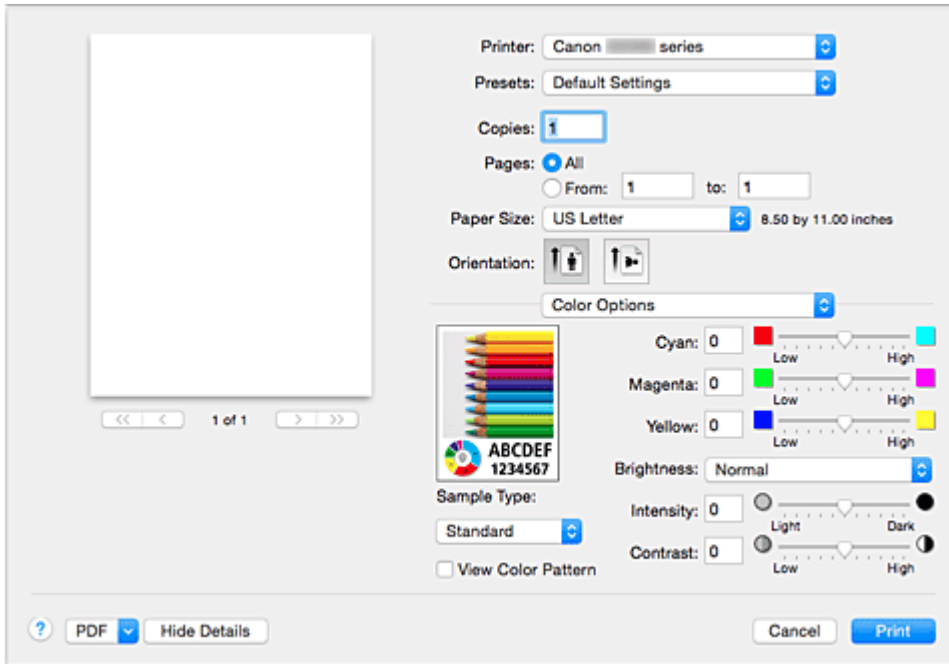 Printer: Canon series
Presets: Default Settings
Copies: 1
Pages: All
From: 1 to: 1
Paper Size: US Letter 8.50 by 11.00 inches
Orientation:
Color Options
1 of 1
ABCDEF
1234567
Sample Type:
Standard
View Color Pattern
Cyan: 0
Low High
Magenta: 0
Low High
Yellow: 0
Low High
Brightness: Normal
Intensity: 0
Light Dark
Contrast: 0
Low High
? PDF Hide Details Cancel Print